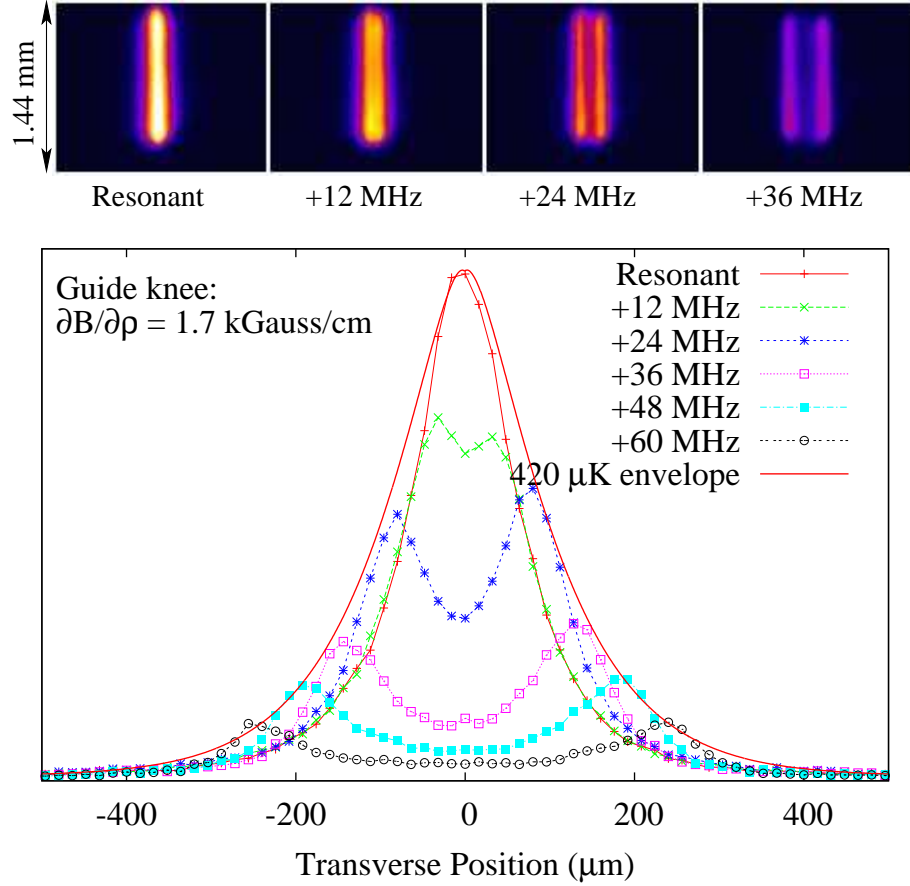 1.44 mm
Resonant
+12 MHz
+24 MHz
+36 MHz
Guide knee:
∂B/∂ρ = 1.7 kGauss/cm
Resonant
+12 MHz
+24 MHz
+36 MHz
+48 MHz
+60 MHz
420 μK envelope
-400
-200
0
200
400
Transverse Position (μm)